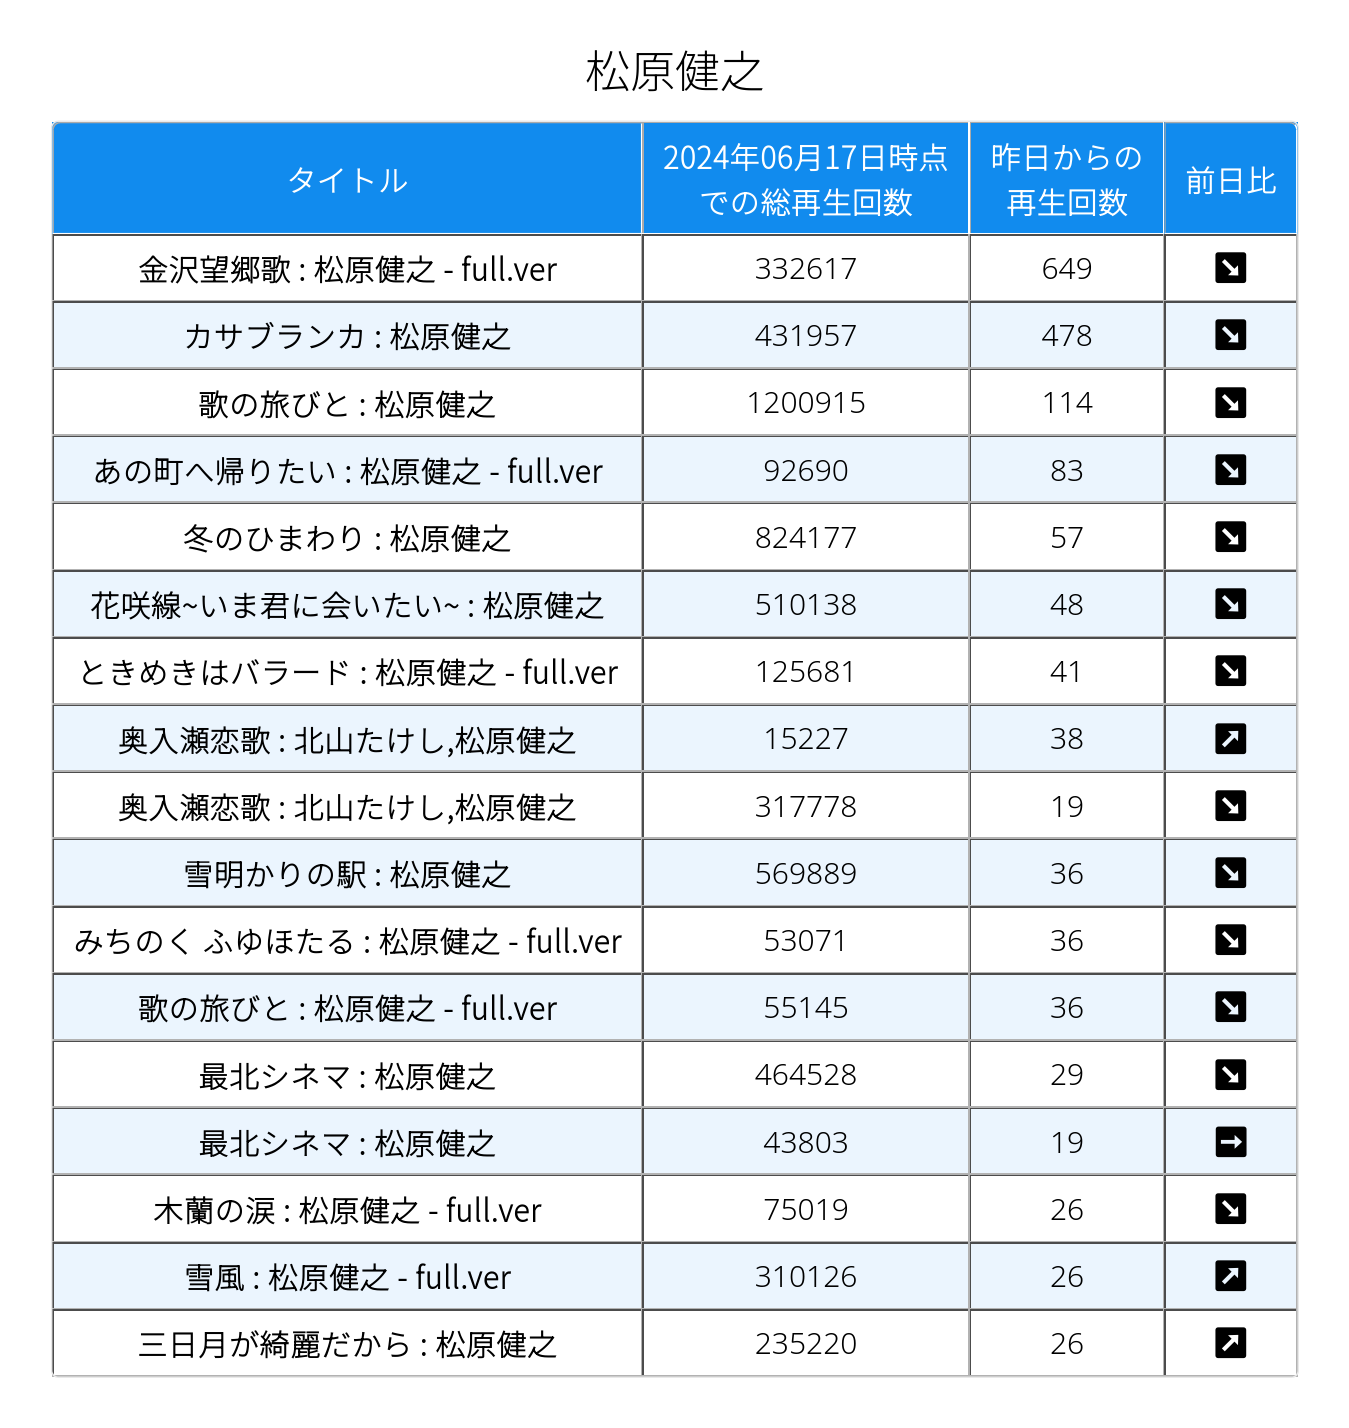 松原健之
タイトル
2024年06月17日時点
での総再生回数
昨日からの
再生回数
前日比
金沢望郷歌 : 松原健之 - full.ver 332617 649 ↘
カサブランカ : 松原健之 431957 478 ↘
歌の旅びと : 松原健之 1200915 114 ↘
あの町へ帰りたい : 松原健之 - full.ver 92690 83 ↘
冬のひまわり : 松原健之 824177 57 ↘
花咲線~いま君に会いたい~ : 松原健之 510138 48 ↘
ときめきはバラード : 松原健之 - full.ver 125681 41 ↘
奥入瀬恋歌 : 北山たけし,松原健之 15227 38 ↗
奥入瀬恋歌 : 北山たけし,松原健之 317778 19 ↘
雪明かりの駅 : 松原健之 569889 36 ↘
みちのく ふゆほたる : 松原健之 - full.ver 53071 36 ↘
歌の旅びと : 松原健之 - full.ver 55145 36 ↘
最北シネマ : 松原健之 464528 29 ↘
最北シネマ : 松原健之 43803 19 →
木蘭の涙 : 松原健之 - full.ver 75019 26 ↘
雪風 : 松原健之 - full.ver 310126 26 ↗
三日月が綺麗だから : 松原健之 235220 26 ↗